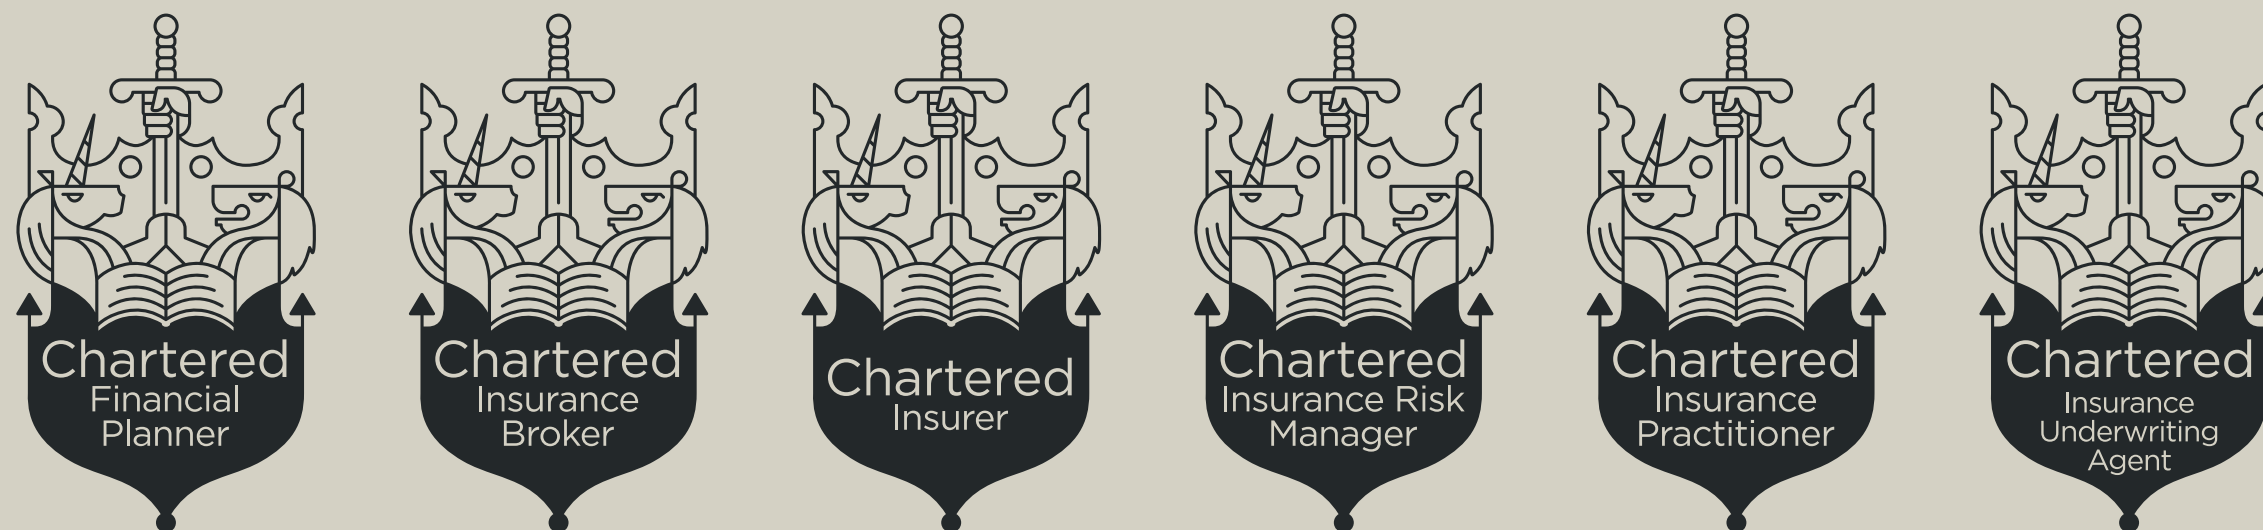 Chartered
Financial
Planner
Chartered
Insurance
Broker
Chartered
Insurer
Chartered
Insurance Risk
Manager
Chartered
Insurance
Practitioner
Chartered
Insurance
Underwriting
Agent